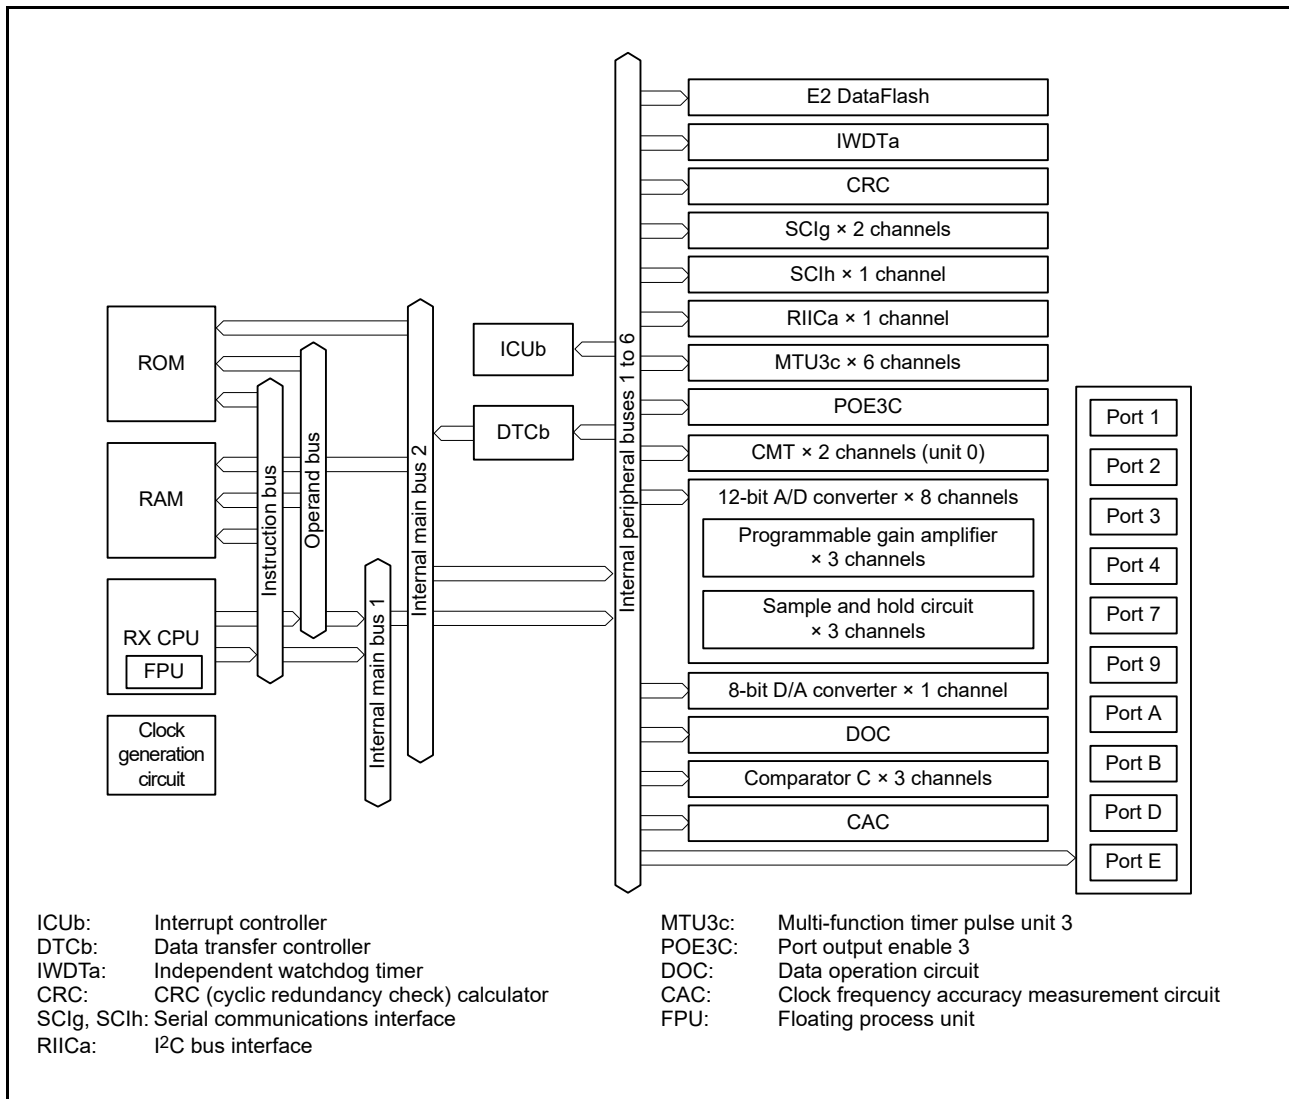 E2 DataFlash
IWDTa
CRC
SCIg × 2 channels
SCIh × 1 channel
RIICa × 1 channel
MTU3c × 6 channels
POE3C
CMT × 2 channels (unit 0)
12-bit A/D converter × 8 channels
Programmable gain amplifier
× 3 channels
Sample and hold circuit
× 3 channels
8-bit D/A converter × 1 channel
DOC
Comparator C × 3 channels
CAC
ROM
RAM
RX CPU
FPU
Clock
generation
circuit
Instruction bus
Operand bus
Internal main bus 1
Internal main bus 2
ICUb
DTCb
Internal peripheral buses 1 to 6
Port 1
Port 2
Port 3
Port 4
Port 7
Port 9
Port A
Port B
Port D
Port E
ICUb: Interrupt controller
DTCb: Data transfer controller
IWDTa: Independent watchdog timer
CRC: CRC (cyclic redundancy check) calculator
SCIg, SCIh: Serial communications interface
RIICa: I²C bus interface
MTU3c: Multi-function timer pulse unit 3
POE3C: Port output enable 3
DOC: Data operation circuit
CAC: Clock frequency accuracy measurement circuit
FPU: Floating process unit